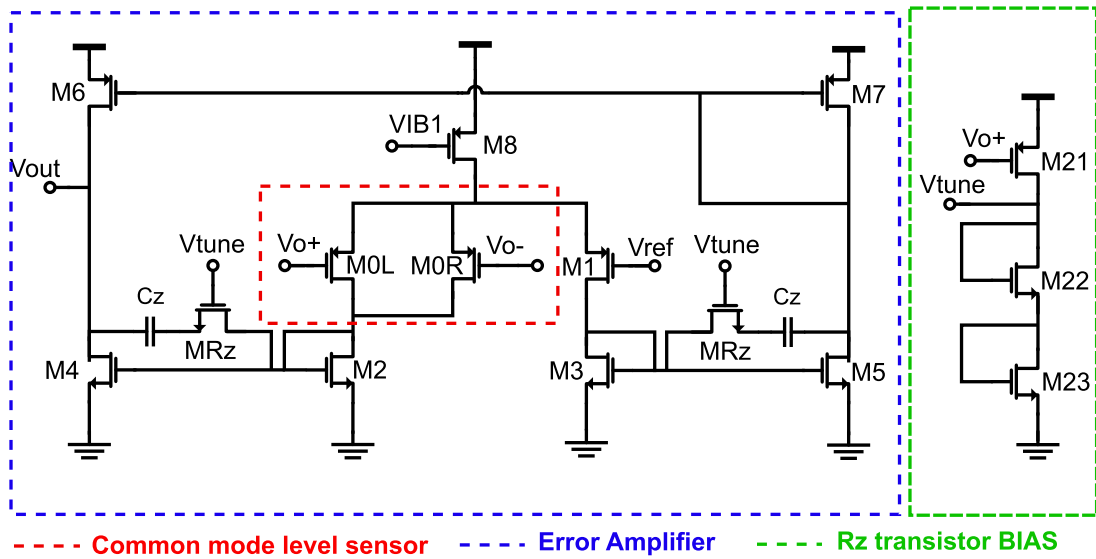 M6
M7
VIB1
M8
Vo+
M21
Vout
Vtune
Vtune
Vo+
M0L
M0R
Vo-
M1
Vref
Vtune
M22
Cz
MRz
Cz
MRz
M4
M2
M3
M5
M23
Common mode level sensor
Error Amplifier
Rz transistor BIAS